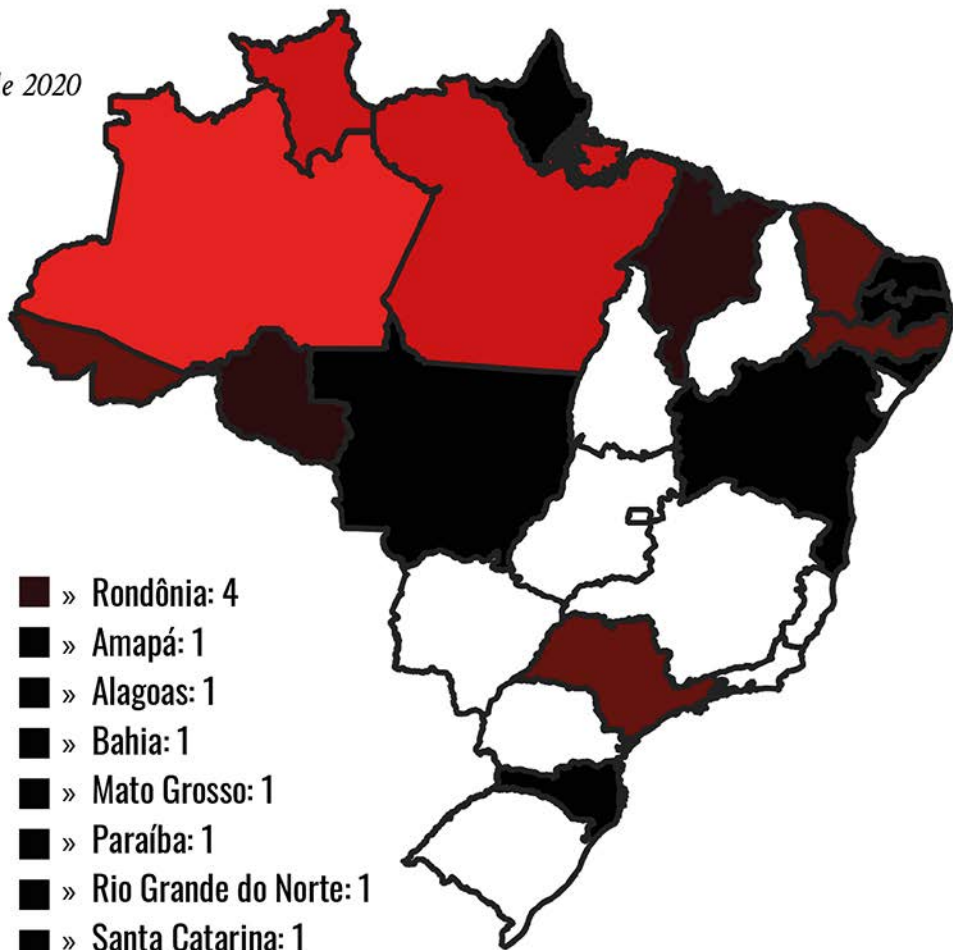 de 2020
» Rondônia: 4
» Amapá: 1
» Alagoas: 1
» Bahia: 1
» Mato Grosso: 1
» Paraíba: 1
» Rio Grande do Norte: 1
» Santa Catarina: 1